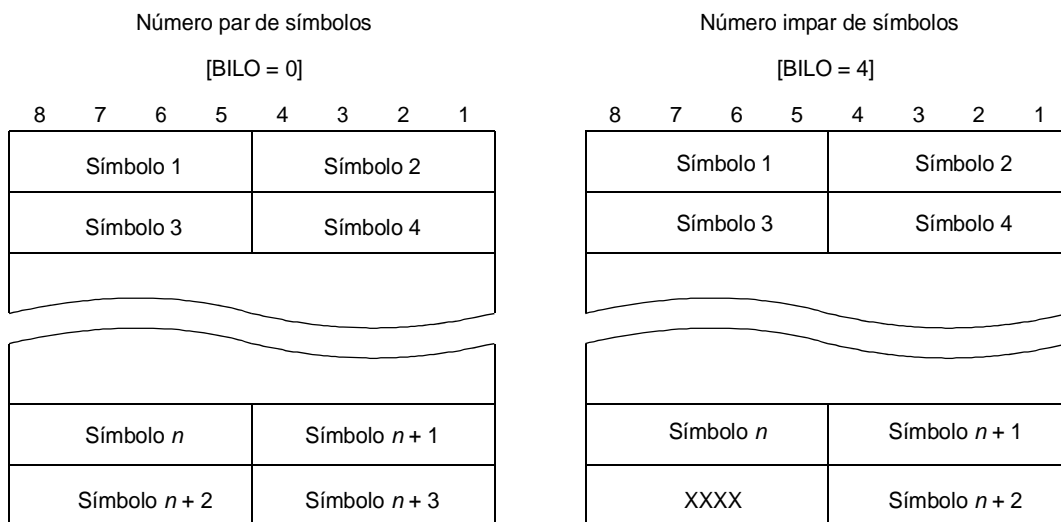 Número par de símbolos
[BILO = 0]
8 7 6 5 4 3 2 1
Símbolo 1 Símbolo 2
Símbolo 3 Símbolo 4
Símbolo n Símbolo n + 1
Símbolo n + 2 Símbolo n + 3
Número impar de símbolos
[BILO = 4]
8 7 6 5 4 3 2 1
Símbolo 1 Símbolo 2
Símbolo 3 Símbolo 4
Símbolo n Símbolo n + 1
XXXX Símbolo n + 2